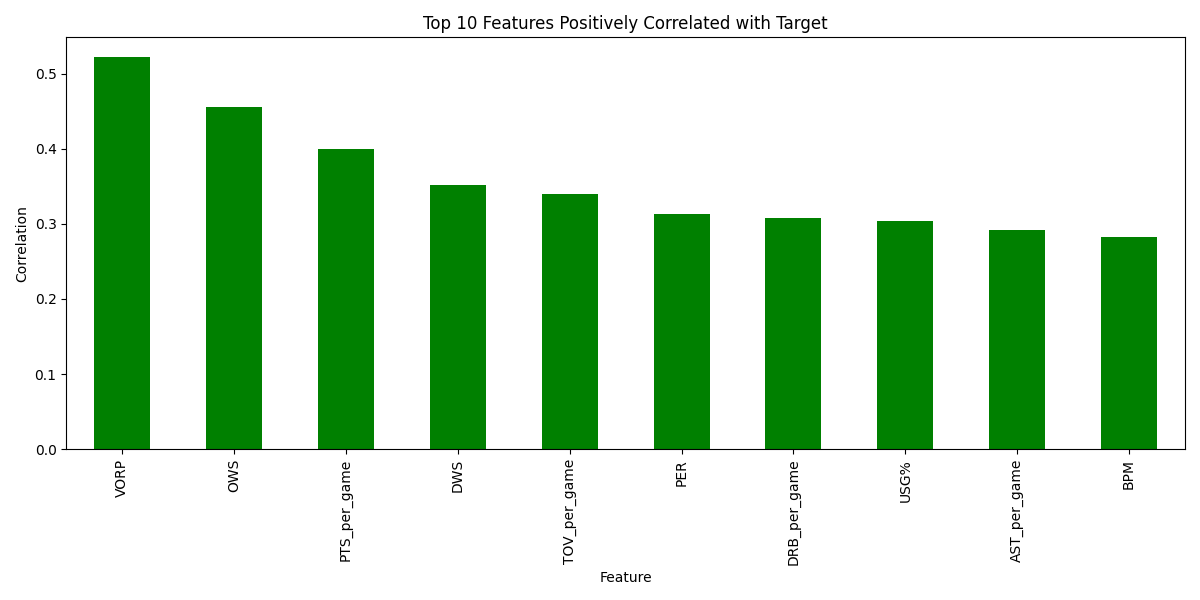 Top 10 Features Positively Correlated with Target
Correlation
0.5
0.4
0.3
0.2
0.1
0.0
VORP
OWS
PTS_per_game
DWS
TOV_per_game
PER
DRB_per_game
USG%
AST_per_game
BPM
Feature